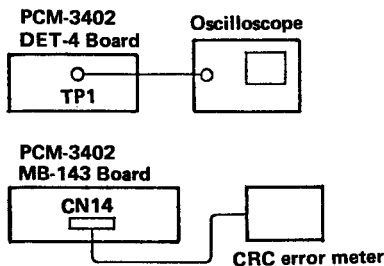 PCM-3402
DET-4 Board
Oscilloscope
TP1
PCM-3402
MB-143 Board
CN14
CRC error meter